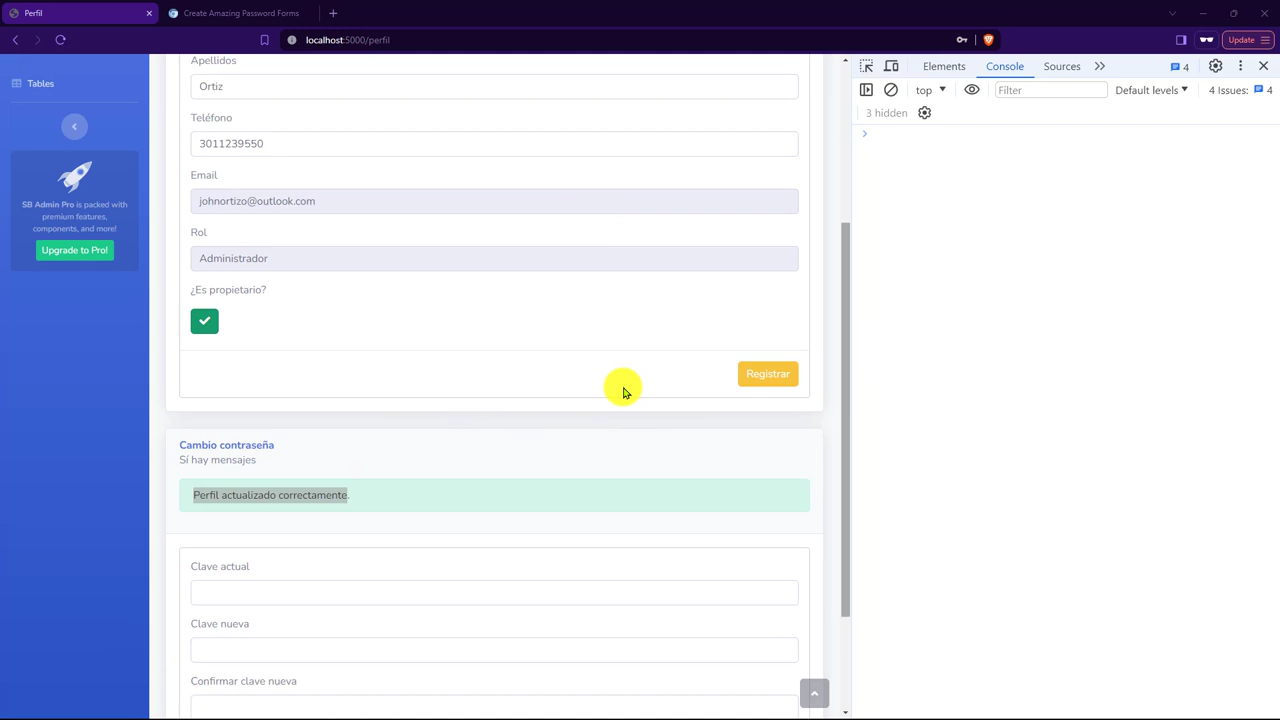 Perfil
Create Amazing Password Forms
localhost:5000/perfil
Update
Tables
SB Admin Pro is packed with
premium features,
components, and more!
Upgrade to Pro!
Apellidos
Ortiz
Teléfono
3011239550
Email
johnortizo@outlook.com
Rol
Administrador
¿Es propietario?
Registrar
Cambio contraseña
Sí hay mensajes
Perfil actualizado correctamente.
Clave actual
Clave nueva
Confirmar clave nueva
Elements
Console
Sources
4
top
Filter
Default levels
4 Issues:
4
3 hidden